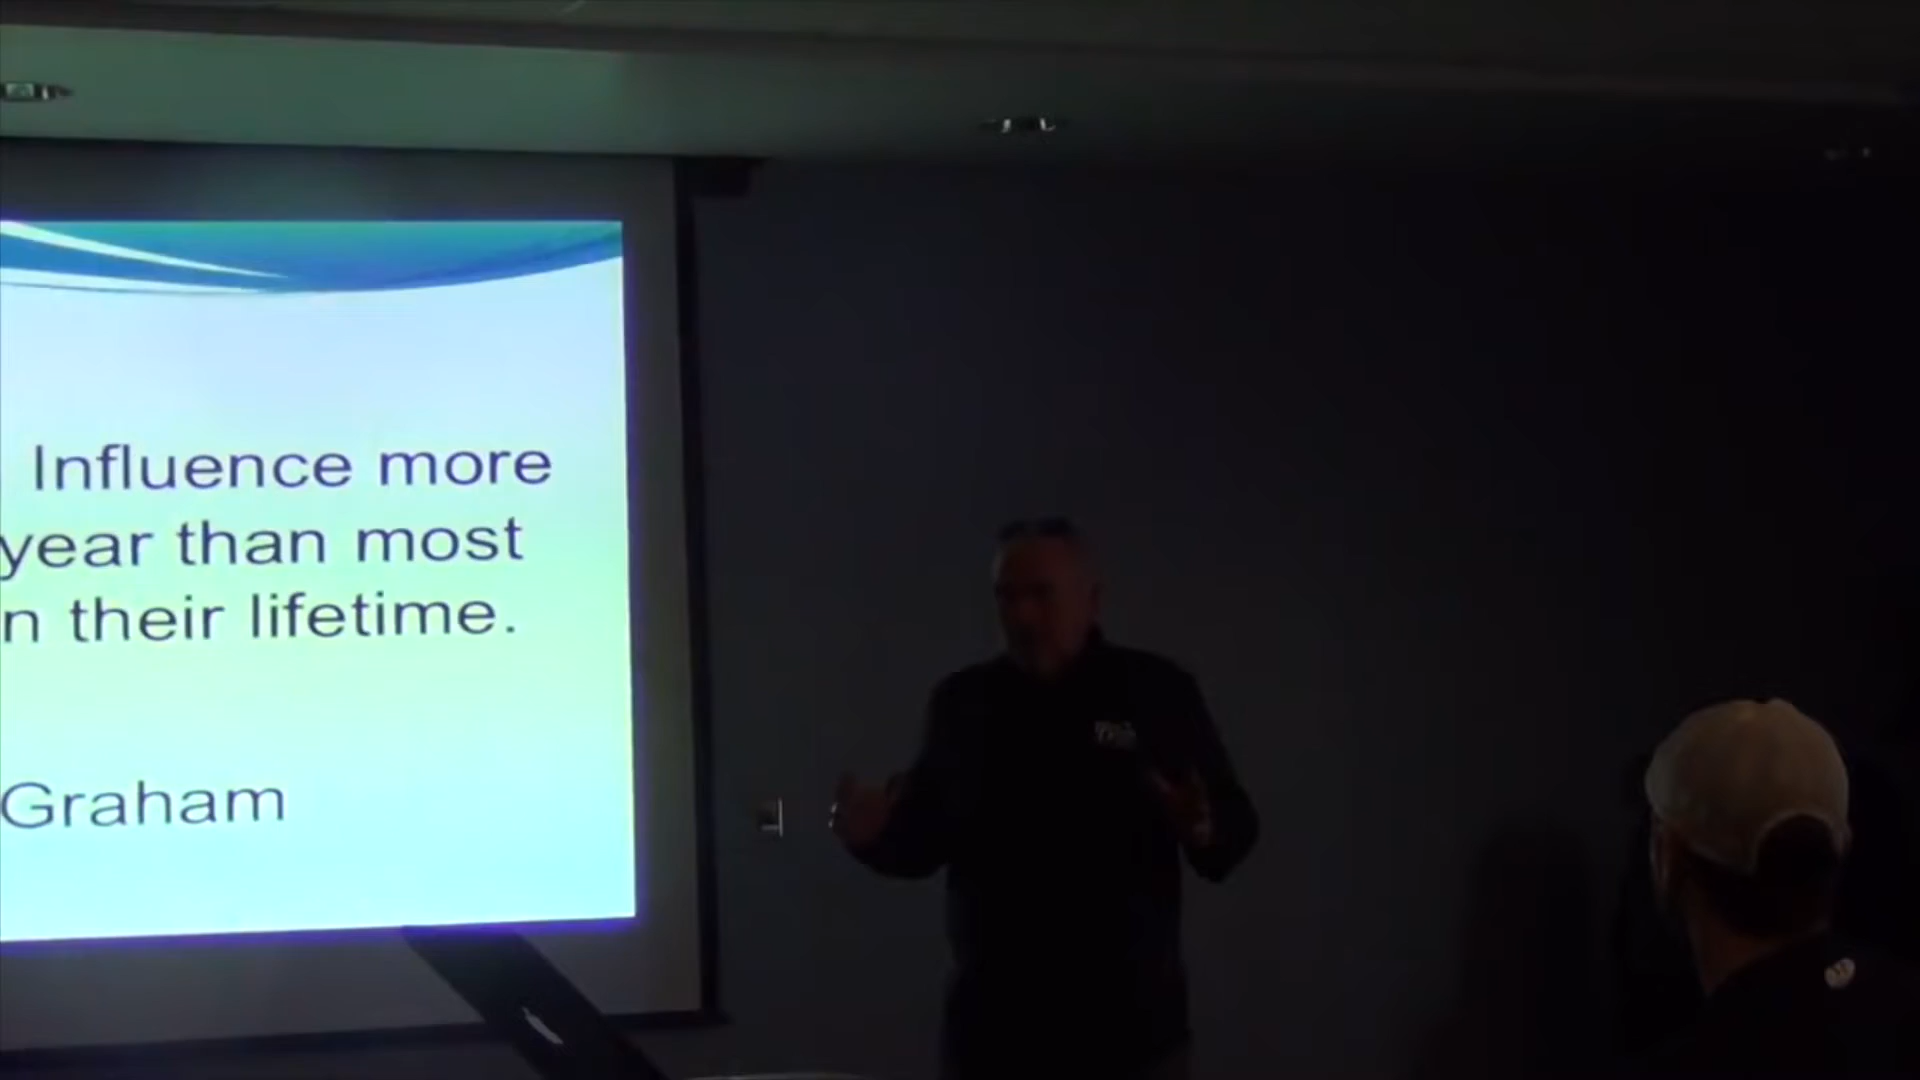 Influence more
year than most
n their lifetime.
Graham